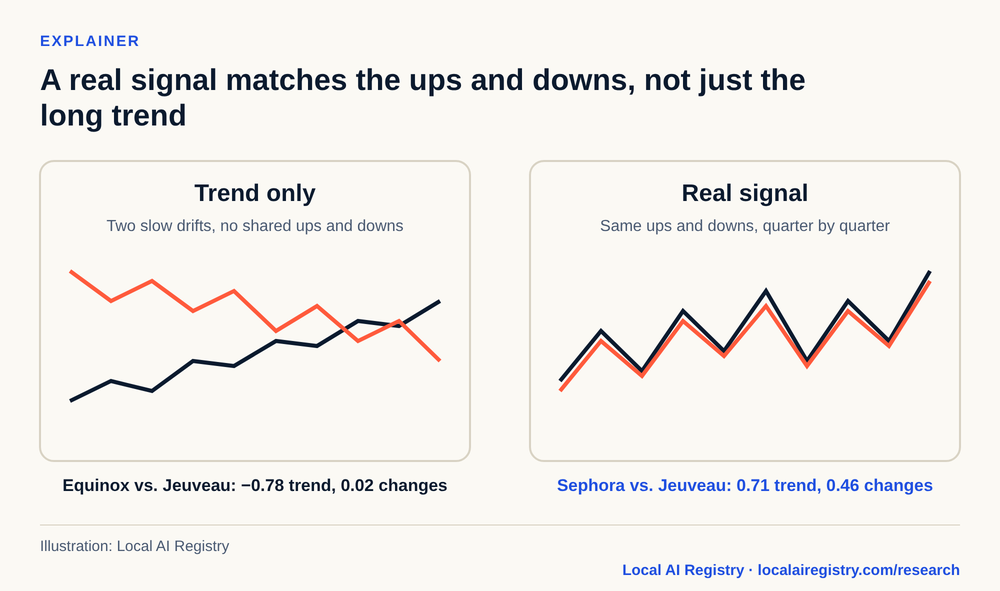 EXPLAINER
A real signal matches the ups and downs, not just the
long trend
Trend only
Two slow drifts, no shared ups and downs
Real signal
Same ups and downs, quarter by quarter
Equinox vs. Jeuveau: −0.78 trend, 0.02 changes
Sephora vs. Jeuveau: 0.71 trend, 0.46 changes
Illustration: Local AI Registry
Local AI Registry · localairegistry.com/research